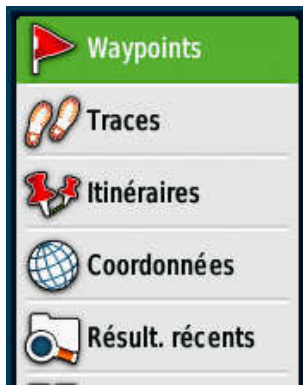 Waypoints
Traces
Itinéraires
Coordonnées
Résult. récents